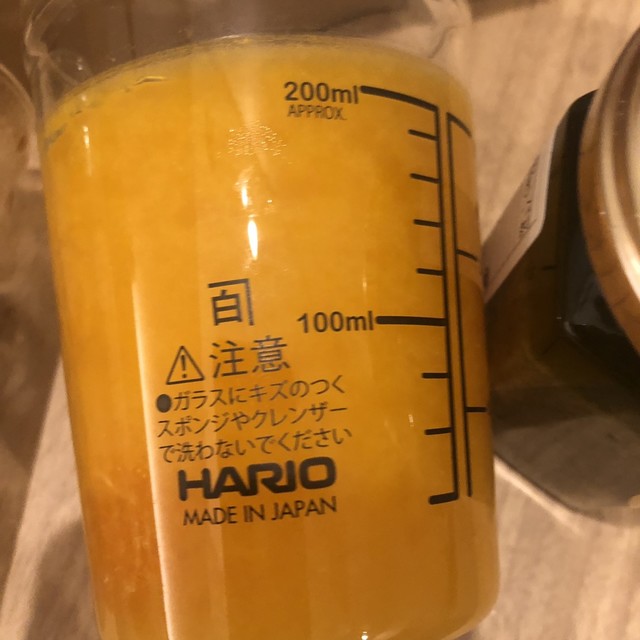 200ml
APPROX.
100ml
注意
●ガラスにキズのつく
スポンジやクレンザー
で洗わないでください
HARIO
MADE IN JAPAN